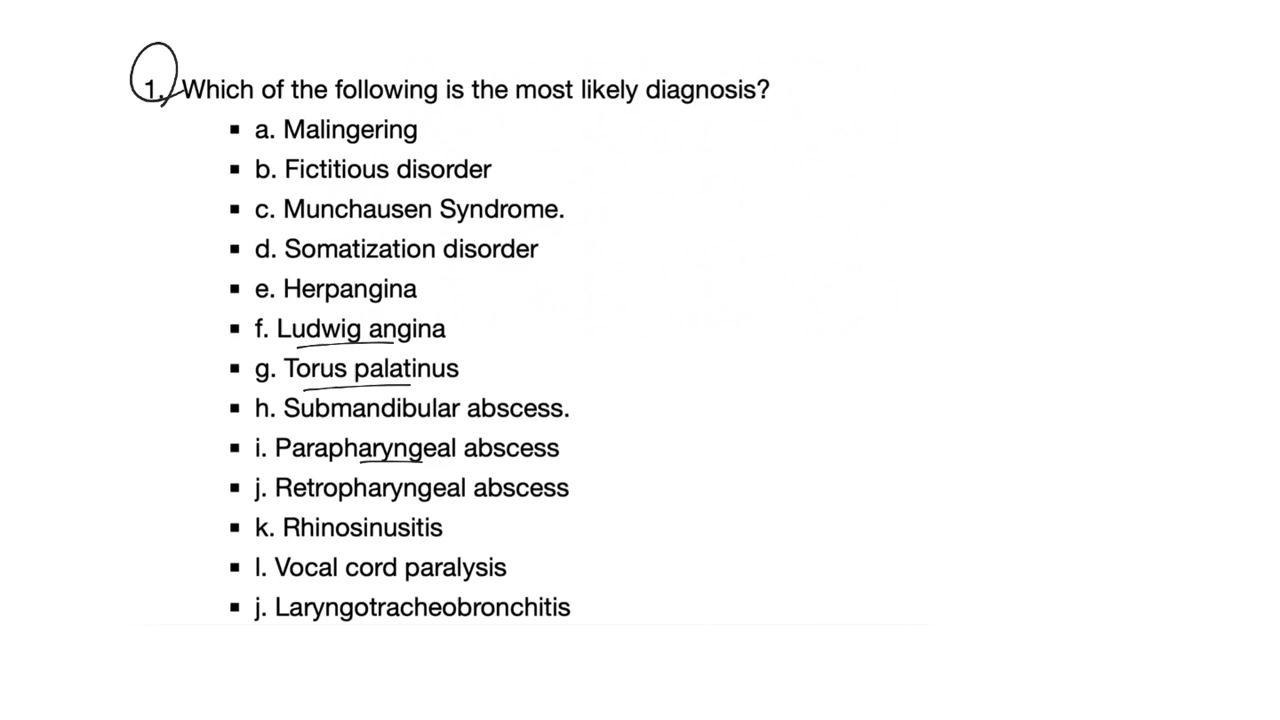 1. Which of the following is the most likely diagnosis?
▪ a. Malingering
▪ b. Fictitious disorder
▪ c. Munchausen Syndrome.
▪ d. Somatization disorder
▪ e. Herpangina
▪ f. Ludwig angina
▪ g. Torus palatinus
▪ h. Submandibular abscess.
▪ i. Parapharyngeal abscess
▪ j. Retropharyngeal abscess
▪ k. Rhinosinusitis
▪ l. Vocal cord paralysis
▪ j. Laryngotracheobronchitis